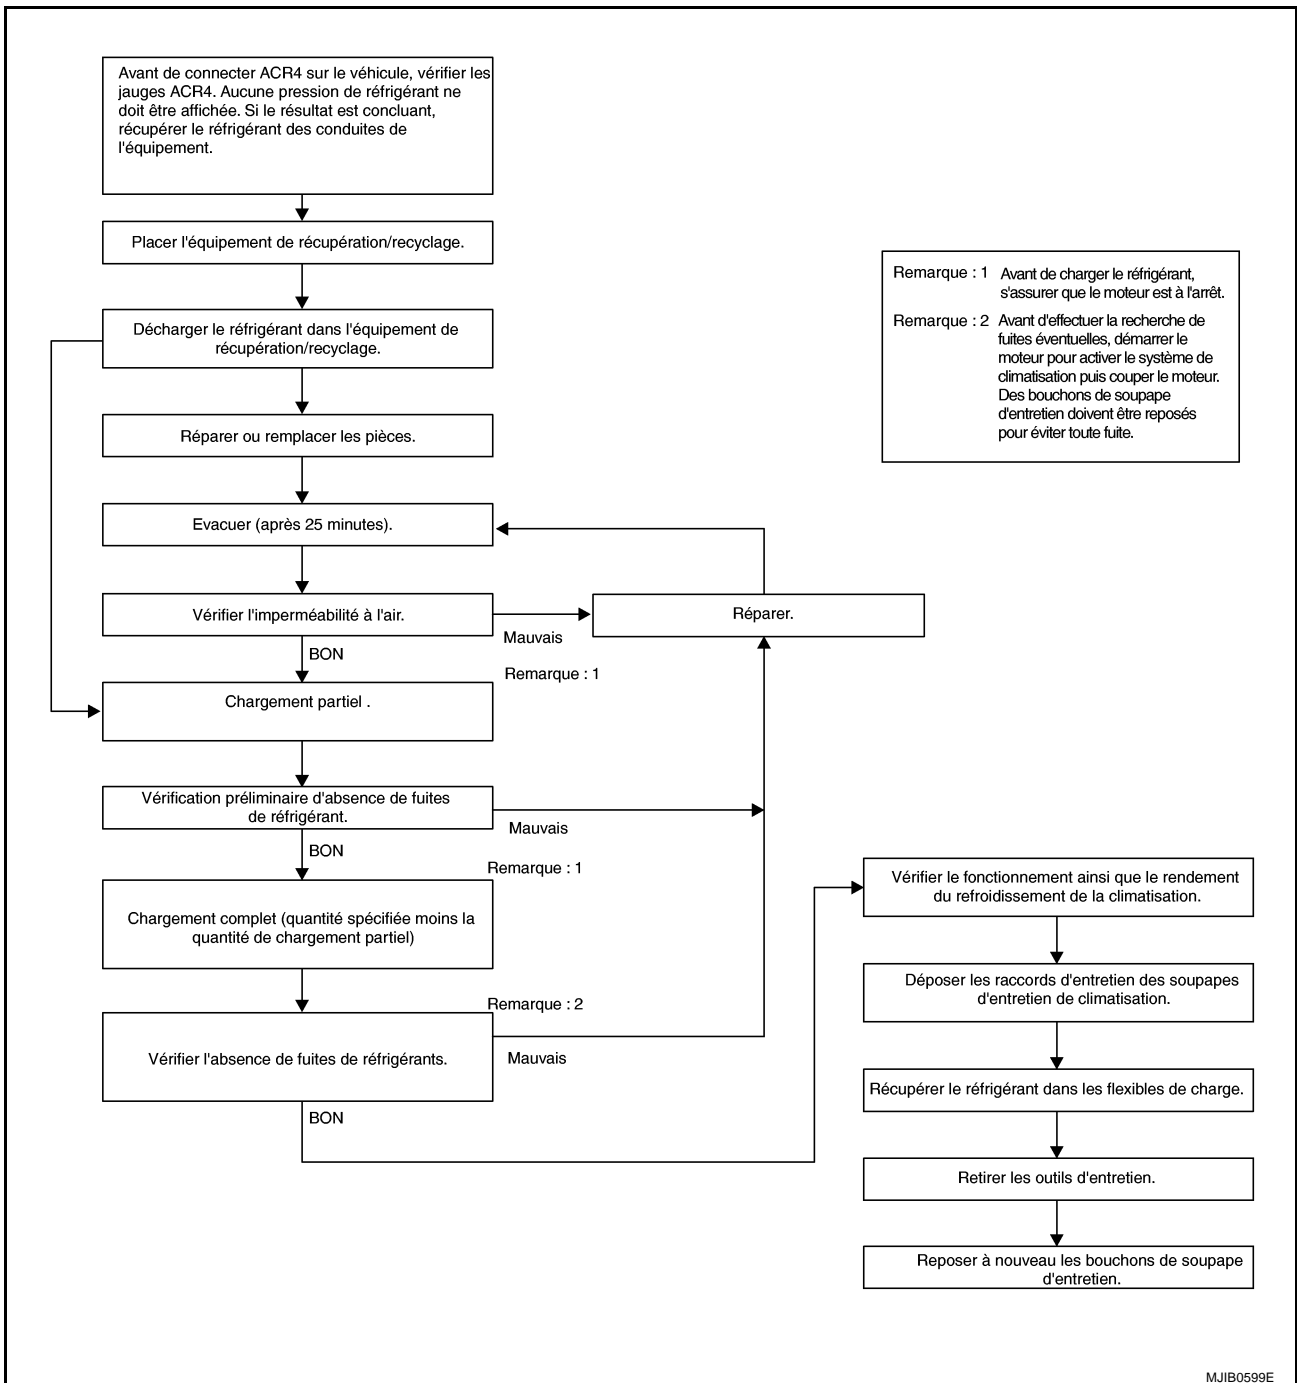 Avant de connecter ACR4 sur le véhicule, vérifier les
jauges ACR4. Aucune pression de réfrigérant ne
doit être affichée. Si le résultat est concluant,
récupérer le réfrigérant des conduites de
l'équipement.
Placer l'équipement de récupération/recyclage.
Décharger le réfrigérant dans l'équipement de
récupération/recyclage.
Réparer ou remplacer les pièces.
Evacuer (après 25 minutes).
Vérifier l'imperméabilité à l'air.
Mauvais
Réparer.
BON
Remarque : 1
Chargement partiel .
Vérification préliminaire d'absence de fuites
de réfrigérant.
Mauvais
BON
Remarque : 1
Chargement complet (quantité spécifiée moins la
quantité de chargement partiel)
Remarque : 2
Vérifier l'absence de fuites de réfrigérants.
Mauvais
BON
Remarque : 1 Avant de charger le réfrigérant,
s'assurer que le moteur est à l'arrêt.
Remarque : 2 Avant d'effectuer la recherche de
fuites éventuelles, démarrer le
moteur pour activer le système de
climatisation puis couper le moteur.
Des bouchons de soupape
d'entretien doivent être reposés
pour éviter toute fuite.
Vérifier le fonctionnement ainsi que le rendement
du refroidissement de la climatisation.
Déposer les raccords d'entretien des soupapes
d'entretien de climatisation.
Récupérer le réfrigérant dans les flexibles de charge.
Retirer les outils d'entretien.
Reposer à nouveau les bouchons de soupape
d'entretien.
MJIB0599E